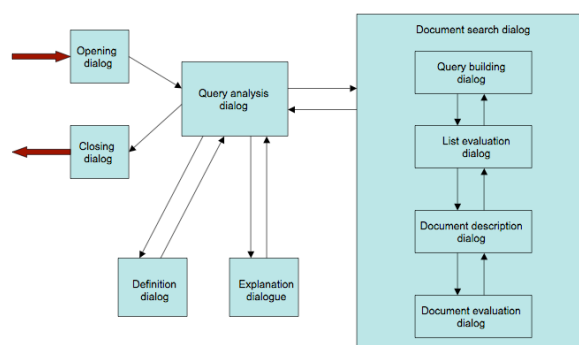 Opening
dialog
Closing
dialog
Query analysis
dialog
Definition
dialog
Explanation
dialogue
Document search dialog
Query building
dialog
List evaluation
dialog
Document description
dialog
Document evaluation
dialog